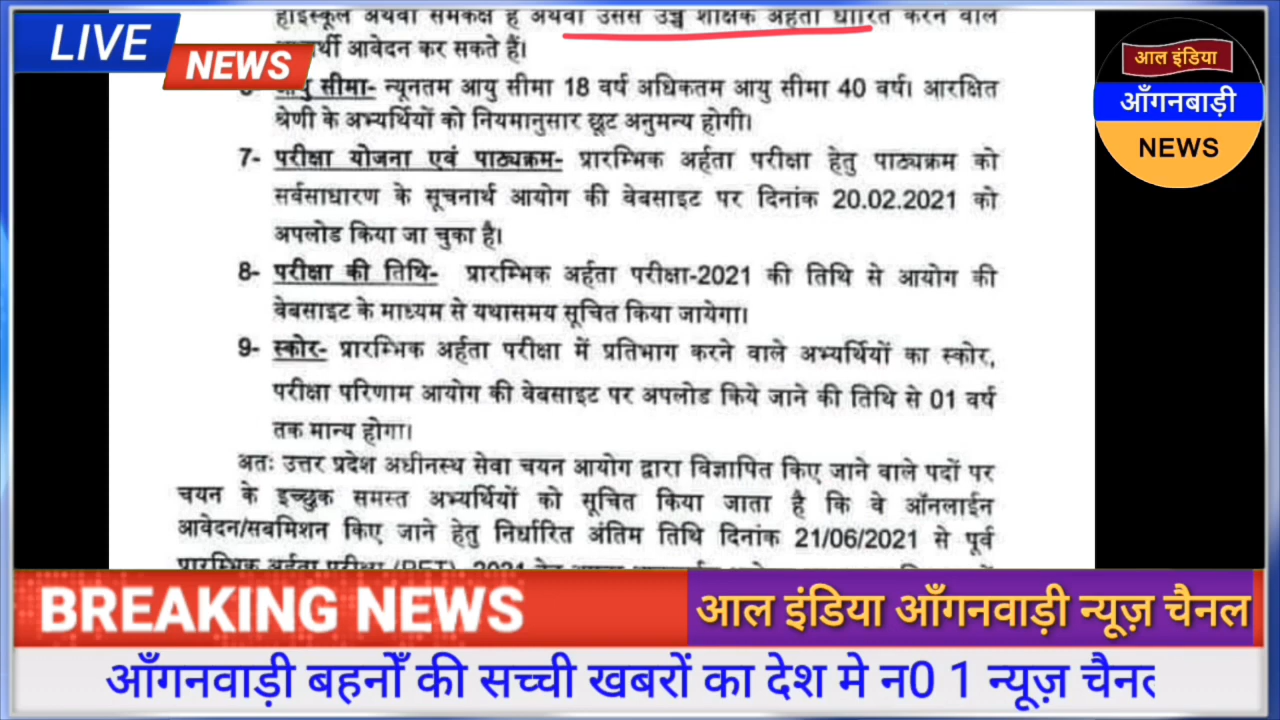 हाईस्कूल अथवा समकक्ष है अथवा उससे उच्च शैक्षिक अर्हता धारित करने वाले
आवेदन कर सकते हैं।
LIVE
NEWS
सीमा- न्यूनतम आयु सीमा 18 वर्ष अधिकतम आयु सीमा 40 वर्ष। आरक्षित
श्रेणी के अभ्यर्थियों को नियमानुसार छूट अनुमन्य होगी।
7- परीक्षा योजना एवं पाठ्यक्रम- प्रारम्भिक अर्हता परीक्षा हेतु पाठ्यक्रम को
सर्वसाधारण के सूचनार्थ आयोग की वेबसाइट पर दिनांक 20.02.2021 को
अपलोड किया जा चुका है।
8- परीक्षा की तिथि- प्रारम्भिक अर्हता परीक्षा-2021 की तिथि से आयोग की
वेबसाइट के माध्यम से यथासमय सूचित किया जायेगा।
9- स्कोर- प्रारम्भिक अर्हता परीक्षा में प्रतिभाग करने वाले अभ्यर्थियों का स्कोर,
परीक्षा परिणाम आयोग की वेबसाइट पर अपलोड किये जाने की तिथि से 01 वर्ष
तक मान्य होगा।
अतः उत्तर प्रदेश अधीनस्थ सेवा चयन आयोग द्वारा विज्ञापित किए जाने वाले पदों पर
चयन के इच्छुक समस्त अभ्यर्थियों को सूचित किया जाता है कि वे ऑनलाईन
आवेदन/सबमिशन किए जाने हेतु निर्धारित अंतिम तिथि दिनांक 21/06/2021 से पूर्व
आल इंडिया
आँगनबाड़ी
NEWS
BREAKING NEWS
आल इंडिया आँगनवाड़ी न्यूज़ चैनल
आँगनवाड़ी बहनोँ की सच्ची खबरों का देश मे न0 1 न्यूज़ चैनल